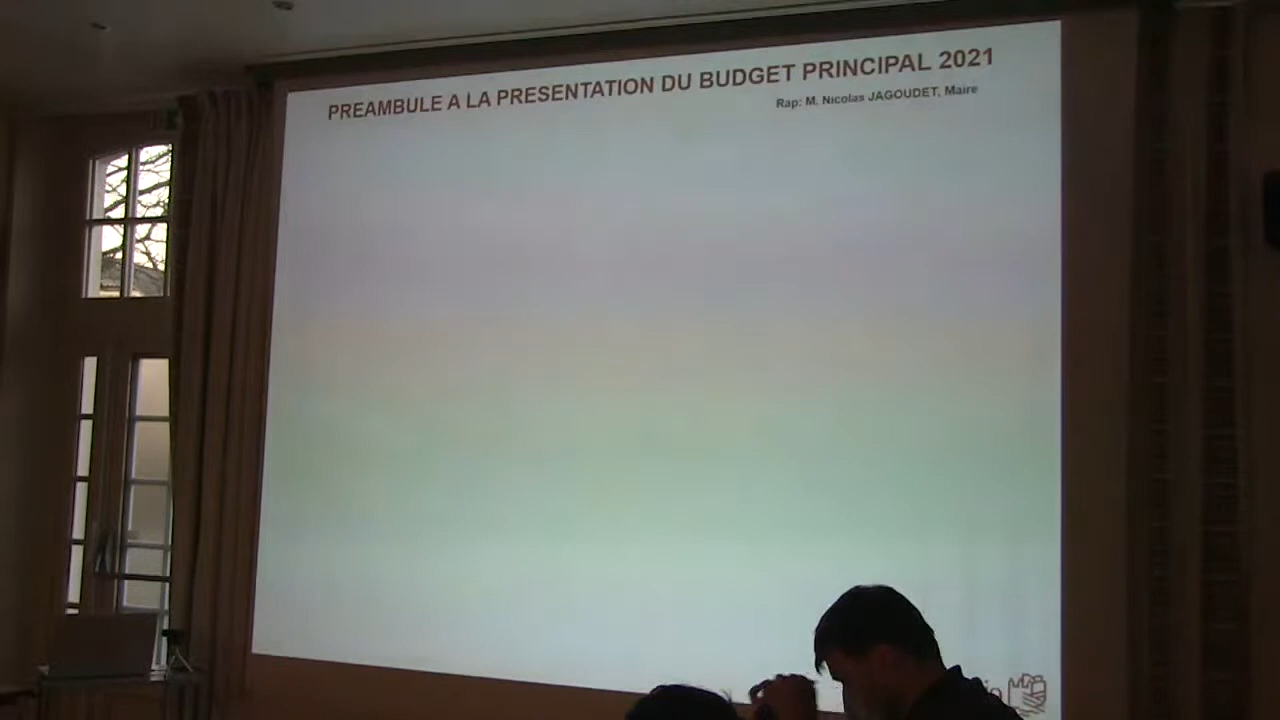 PREAMBULE A LA PRESENTATION DU BUDGET PRINCIPAL 2021
Rap: M. Nicolas JAGOUDET, Maire